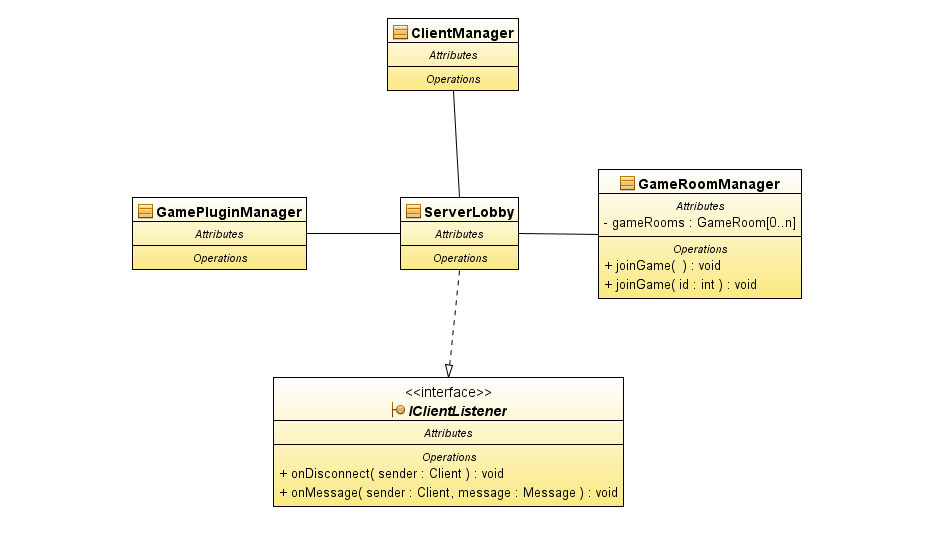 ClientManager
Attributes
Operations
GamePluginManager
Attributes
Operations
ServerLobby
Attributes
Operations
GameRoomManager
Attributes
- gameRooms : GameRoom[0..n]
Operations
+ joinGame(  ) : void
+ joinGame( id : int ) : void
<<interface>>
IClientListener
Attributes
Operations
+ onDisconnect( sender : Client ) : void
+ onMessage( sender : Client, message : Message ) : void